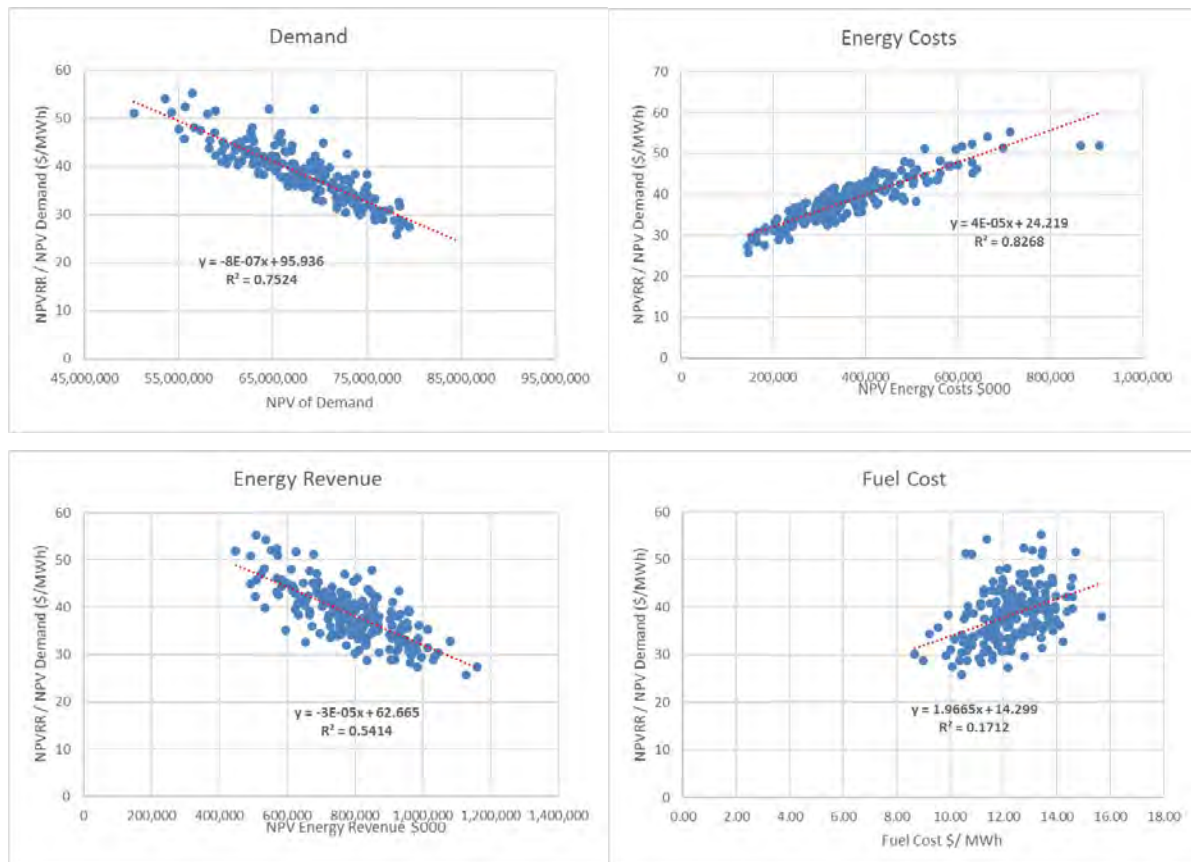 Demand
NPVRR / NPV Demand ($/MWh)
60
50
40
30
20
10
0
y = -8E-07x + 95.936
R² = 0.7524
45,000,000 55,000,000 65,000,000 75,000,000 85,000,000 95,000,000
NPV of Demand
Energy Costs
NPVRR / NPV Demand ($/MWh)
70
60
50
40
30
20
10
0
y = 4E-05x + 24.219
R² = 0.8268
0 200,000 400,000 600,000 800,000 1,000,000
NPV Energy Costs $000
Energy Revenue
NPVRR / NPV Demand ($/MWh)
60
50
40
30
20
10
0
y = -3E-05x + 62.665
R² = 0.5414
0 200,000 400,000 600,000 800,000 1,000,000 1,200,000 1,400,000
NPV Energy Revenue $000
Fuel Cost
NPVRR / NPV Demand ($/MWh)
60
50
40
30
20
10
0
y = 1.9665x + 14.299
R² = 0.1712
0.00 2.00 4.00 6.00 8.00 10.00 12.00 14.00 16.00 18.00
Fuel Cost $/ MWh